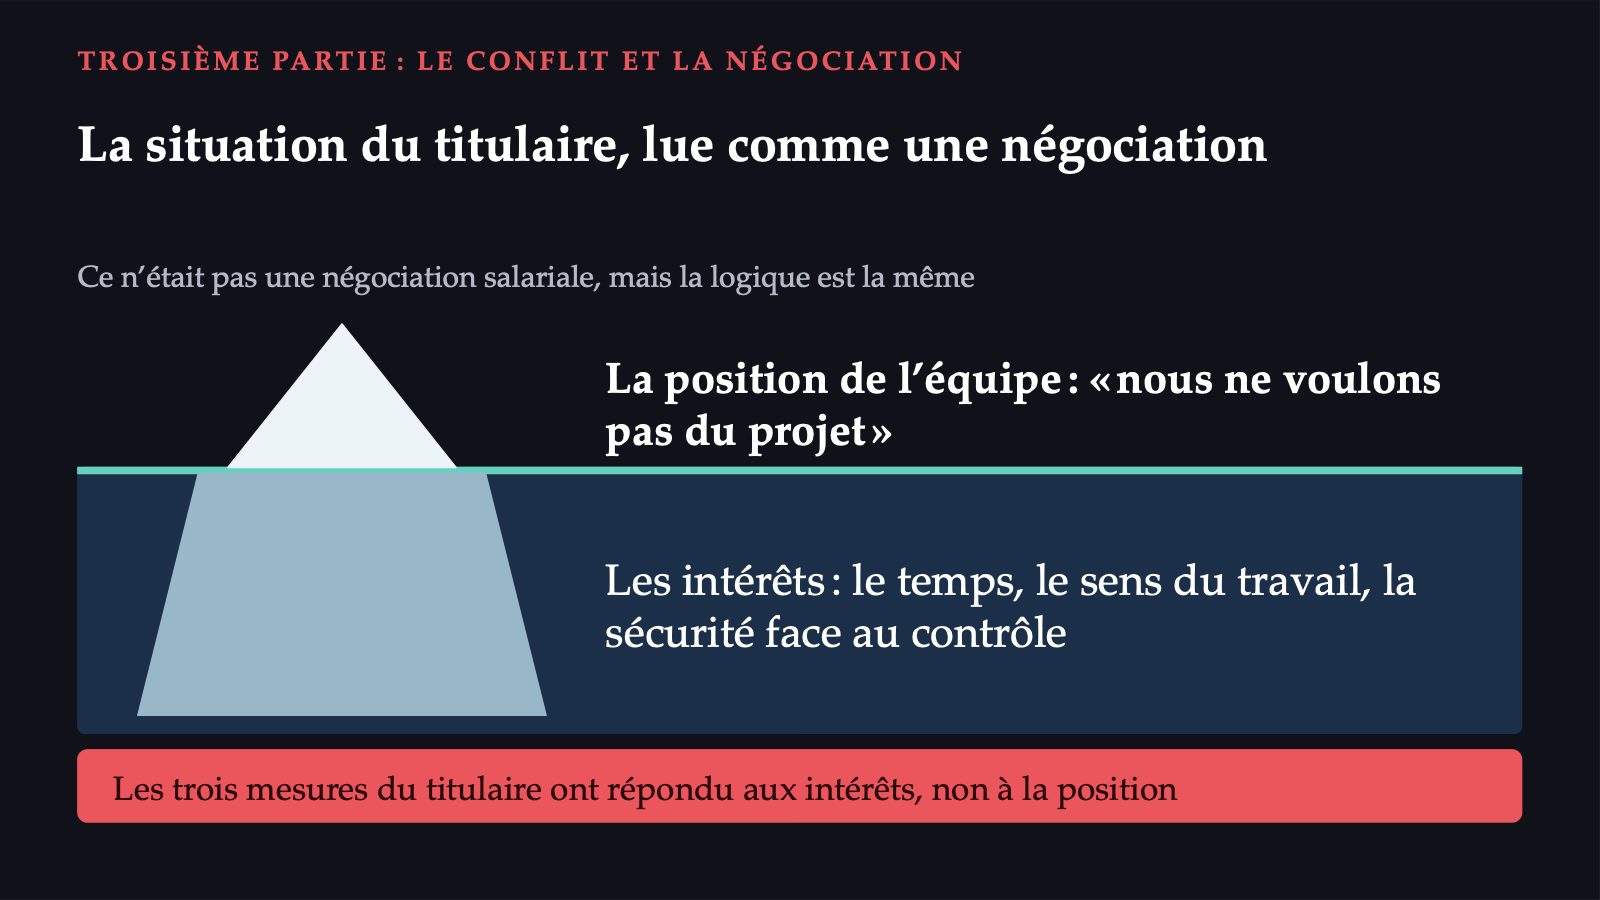 TROISIÈME PARTIE : LE CONFLIT ET LA NÉGOCIATION
La situation du titulaire, lue comme une négociation
Ce n’était pas une négociation salariale, mais la logique est la même
La position de l’équipe : « nous ne voulons
pas du projet »
Les intérêts : le temps, le sens du travail, la
sécurité face au contrôle
Les trois mesures du titulaire ont répondu aux intérêts, non à la position